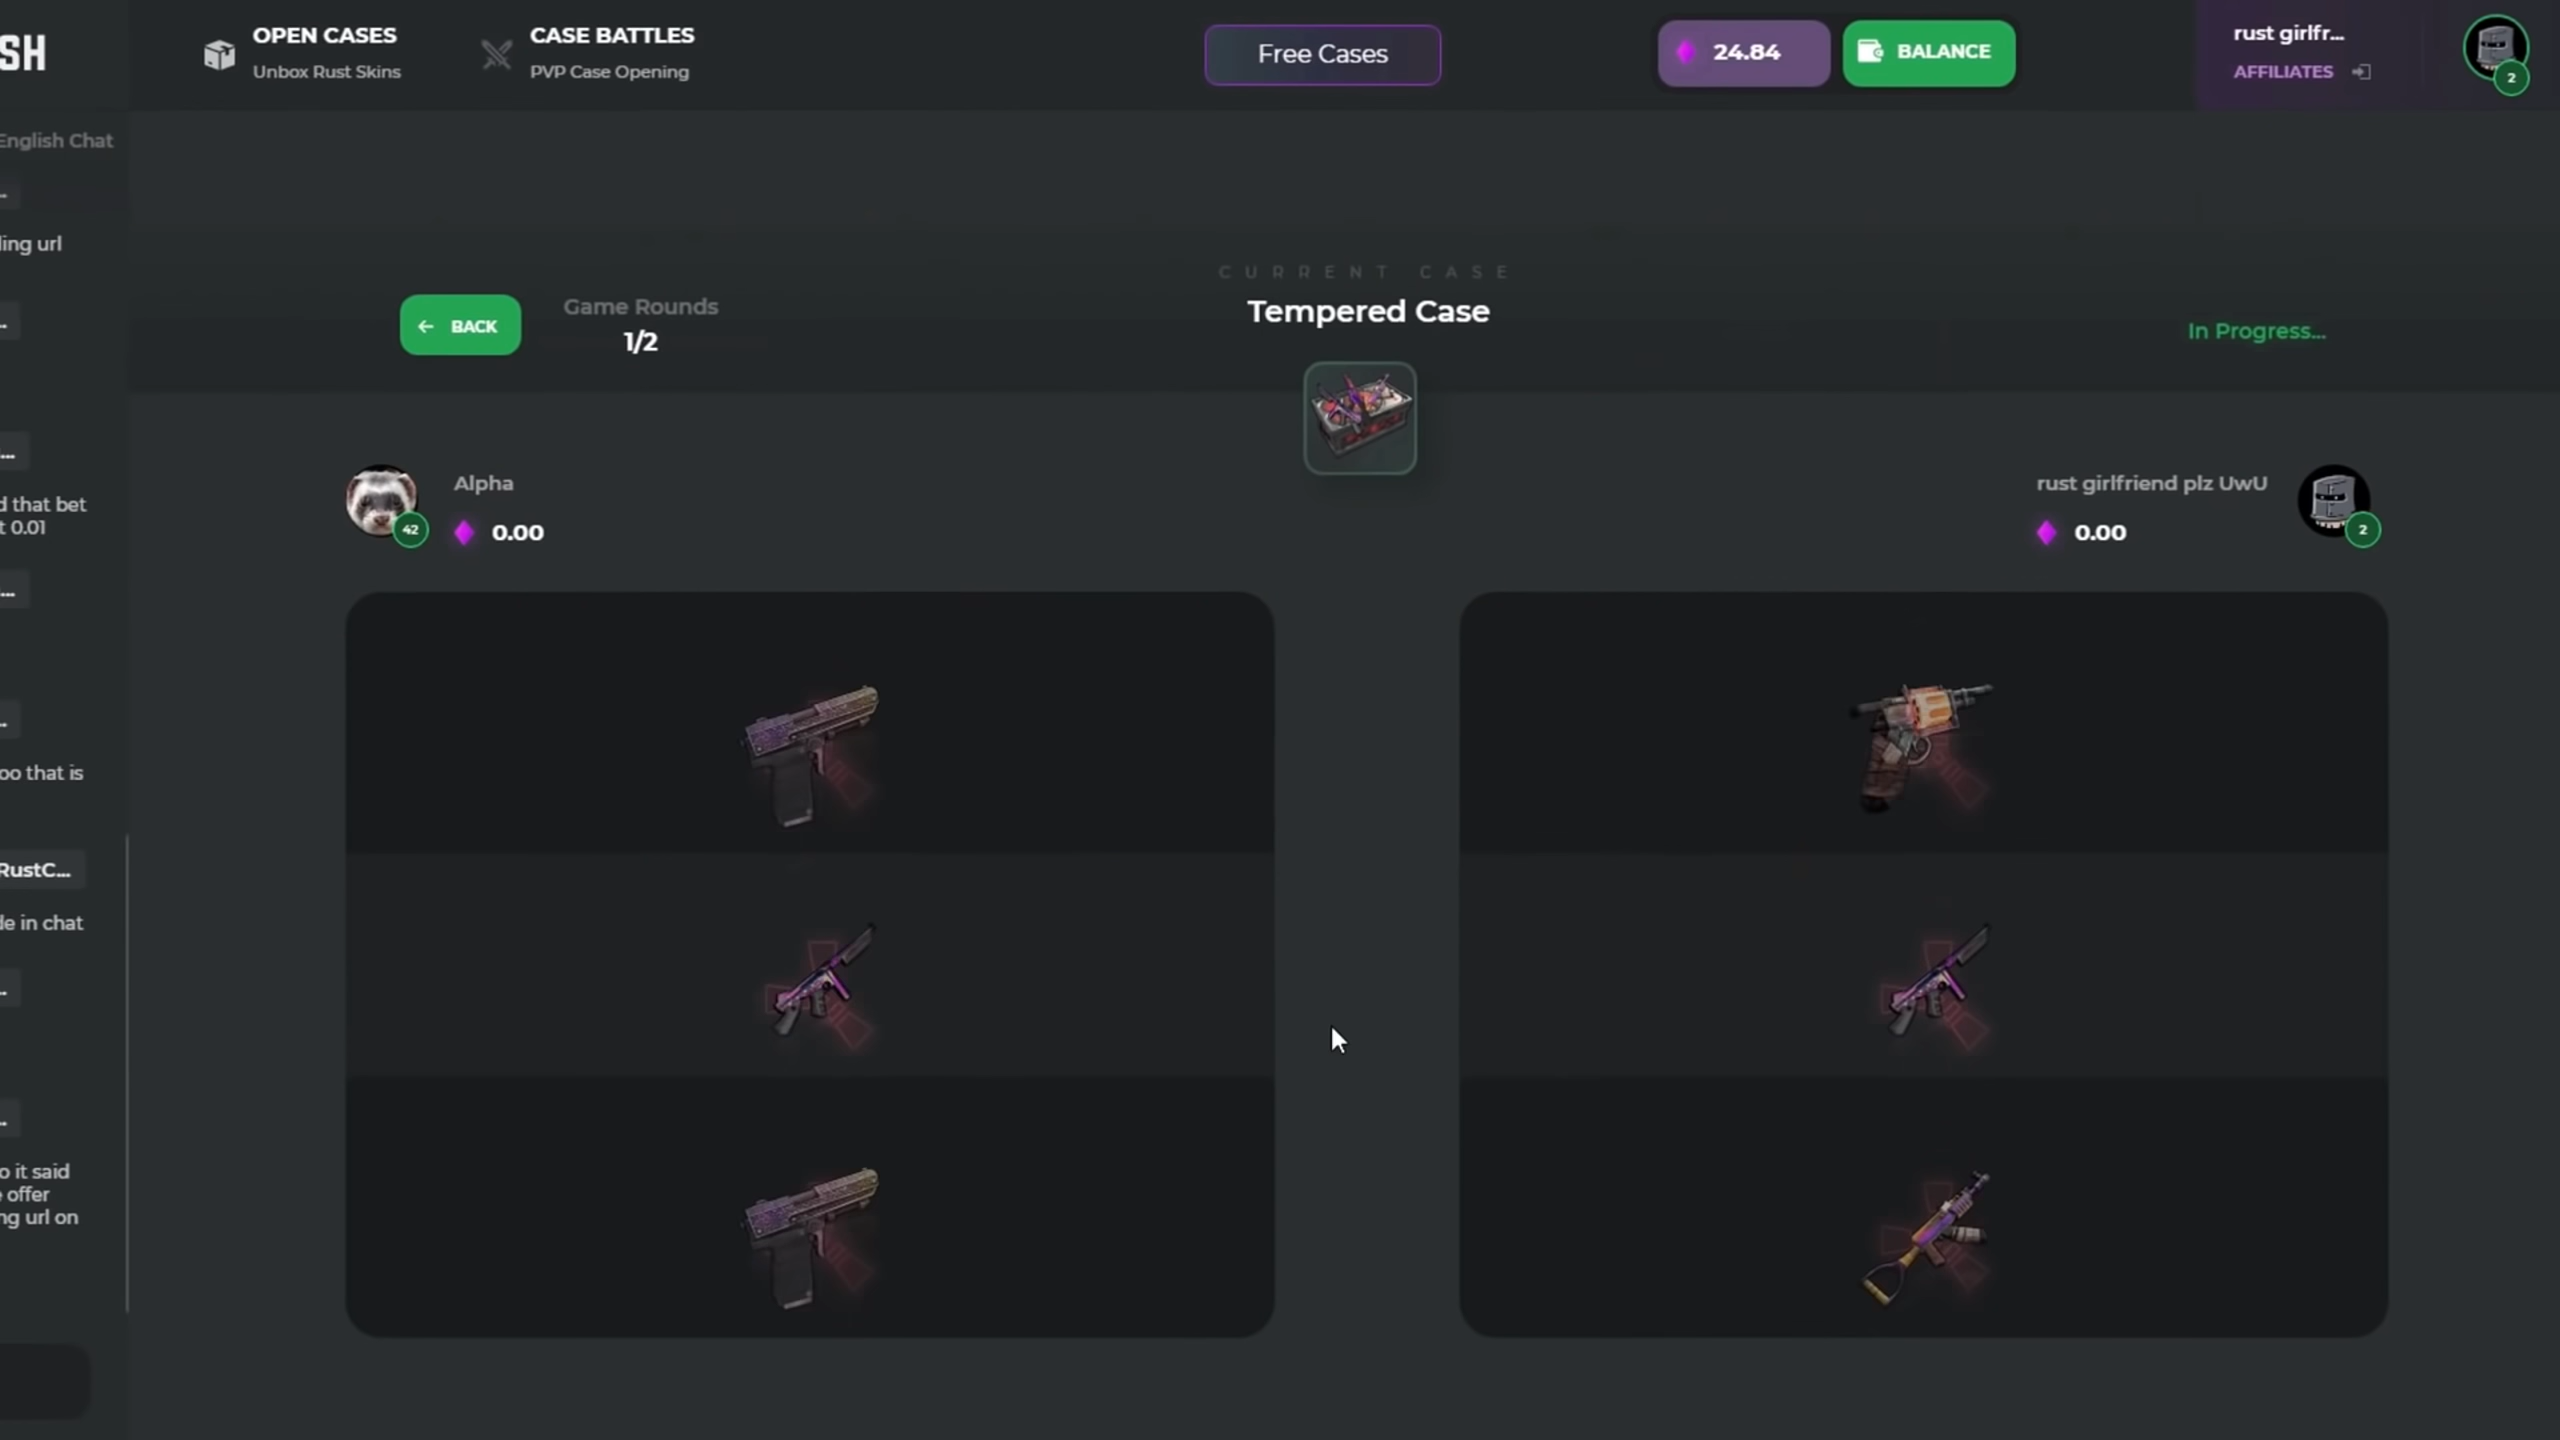 SH
OPEN CASES
Unbox Rust Skins
CASE BATTLES
PVP Case Opening
Free Cases
24.84
BALANCE
rust girlfr...
AFFILIATES
2
English Chat
ling url
CURRENT CASE
Tempered Case
BACK
Game Rounds
1/2
In Progress...
Alpha
42
0.00
rust girlfriend plz UwU
0.00
2
d that bet
t 0.01
oo that is
RustC...
de in chat
o it said
offer
ng url on